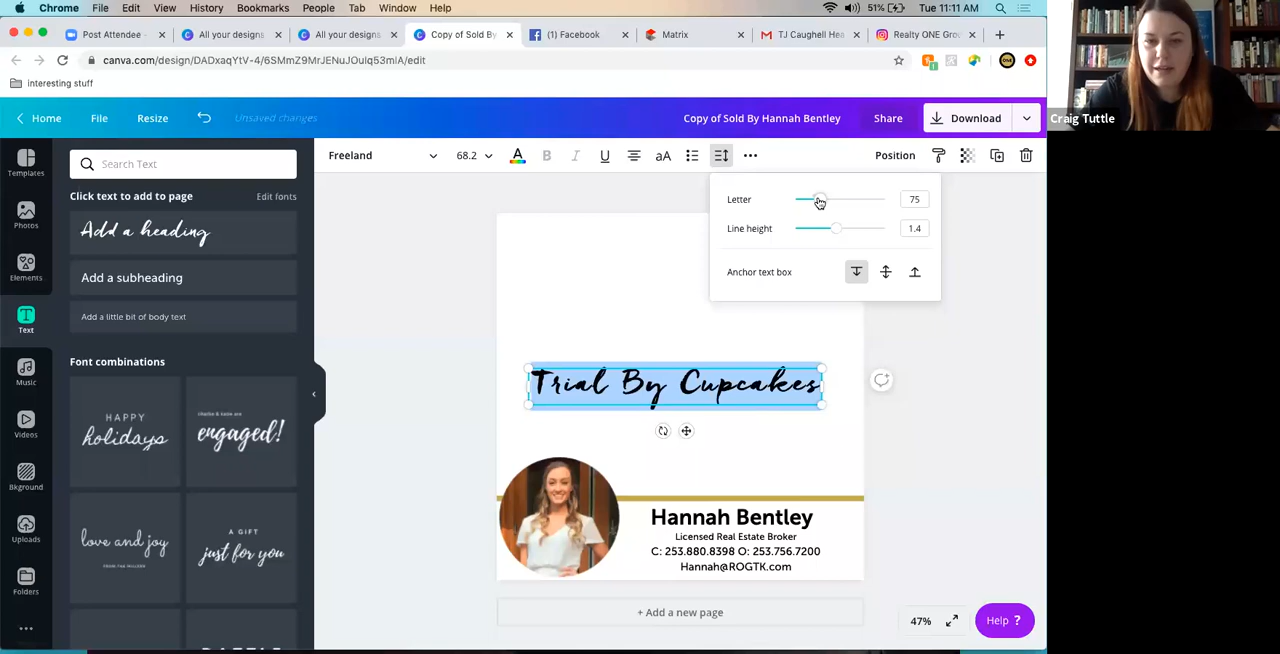 Chrome File Edit View History Bookmarks People Tab Window Help
51% Tue 11:11 AM
Post Attendee - All your designs All your designs Copy of Sold By (1) Facebook Matrix TJ Caughell Hea Realty ONE Grou
canva.com/design/DADxaqYtV-4/6SMmZ9MrJENuJOulq53mIA/edit
interesting stuff
Home File Resize Unsaved changes Copy of Sold By Hannah Bentley Share Download
Craig Tuttle
Templates
Photos
Elements
Text
Music
Videos
Bkground
Uploads
Folders
Search Text
Click text to add to page Edit fonts
Add a heading
Add a subheading
Add a little bit of body text
Font combinations
HAPPY
holidays
engaged!
love and joy
A GIFT
just for you
Freeland 68.2 A B I U aA Position
Letter 75
Line height 1.4
Anchor text box
Trial By Cupcakes
Hannah Bentley
Licensed Real Estate Broker
C: 253.880.8398 O: 253.756.7200
Hannah@ROGTK.com
+ Add a new page
47% Help ?